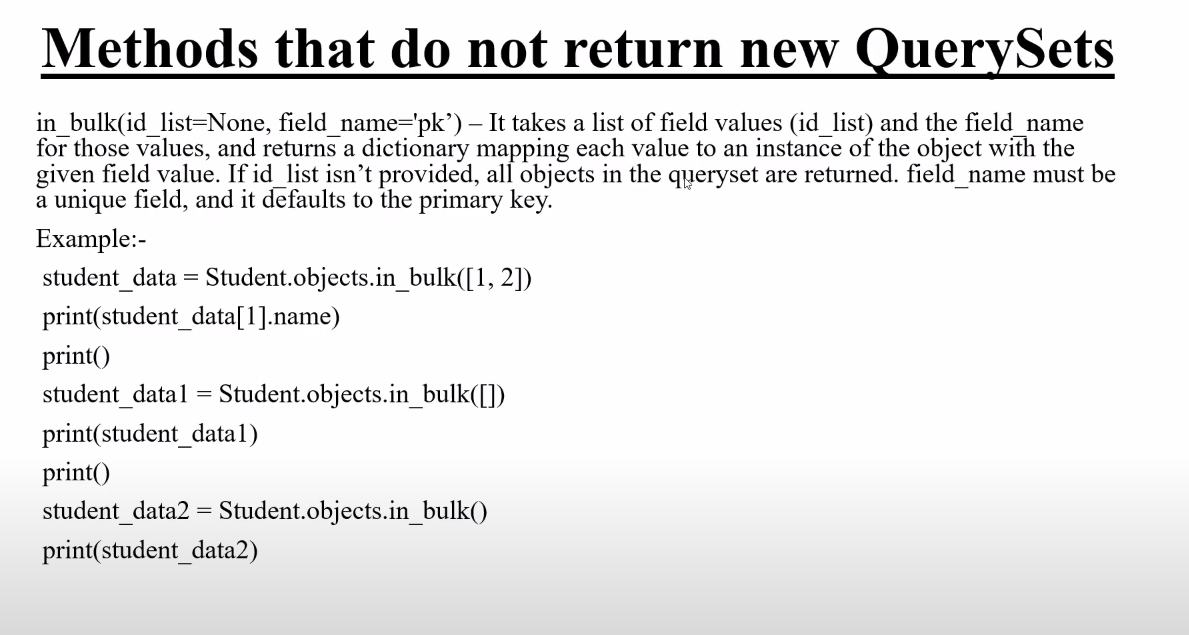 Methods that do not return new QuerySets
in_bulk(id_list=None, field_name='pk’) – It takes a list of field values (id_list) and the field_name
for those values, and returns a dictionary mapping each value to an instance of the object with the
given field value. If id_list isn’t provided, all objects in the queryset are returned. field_name must be
a unique field, and it defaults to the primary key.
Example:-
student_data = Student.objects.in_bulk([1, 2])
print(student_data[1].name)
print()
student_data1 = Student.objects.in_bulk([])
print(student_data1)
print()
student_data2 = Student.objects.in_bulk()
print(student_data2)